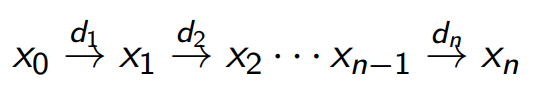 x₀ →^{d₁} x₁ →^{d₂} x₂ ··· xₙ₋₁ →^{dₙ} xₙ